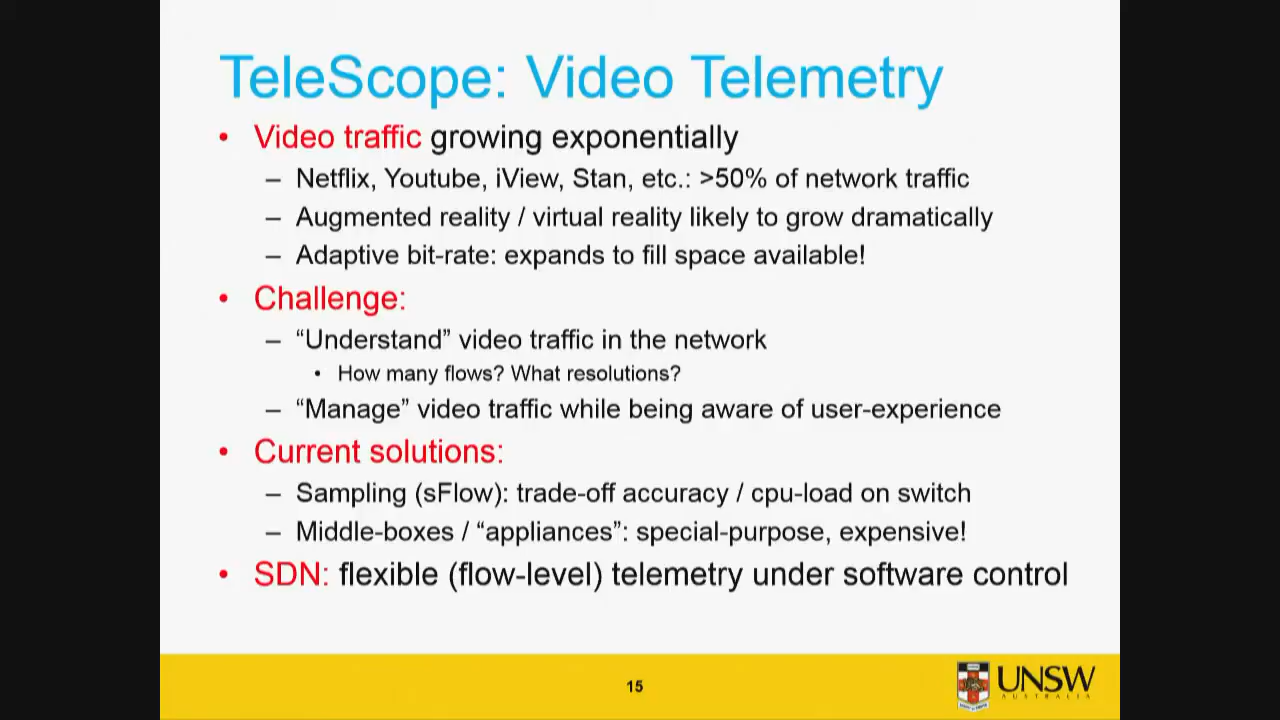 TeleScope: Video Telemetry
• Video traffic growing exponentially
– Netflix, Youtube, iView, Stan, etc.: >50% of network traffic
– Augmented reality / virtual reality likely to grow dramatically
– Adaptive bit-rate: expands to fill space available!
• Challenge:
– “Understand” video traffic in the network
• How many flows? What resolutions?
– “Manage” video traffic while being aware of user-experience
• Current solutions:
– Sampling (sFlow): trade-off accuracy / cpu-load on switch
– Middle-boxes / “appliances”: special-purpose, expensive!
• SDN: flexible (flow-level) telemetry under software control
15
UNSW
AUSTRALIA